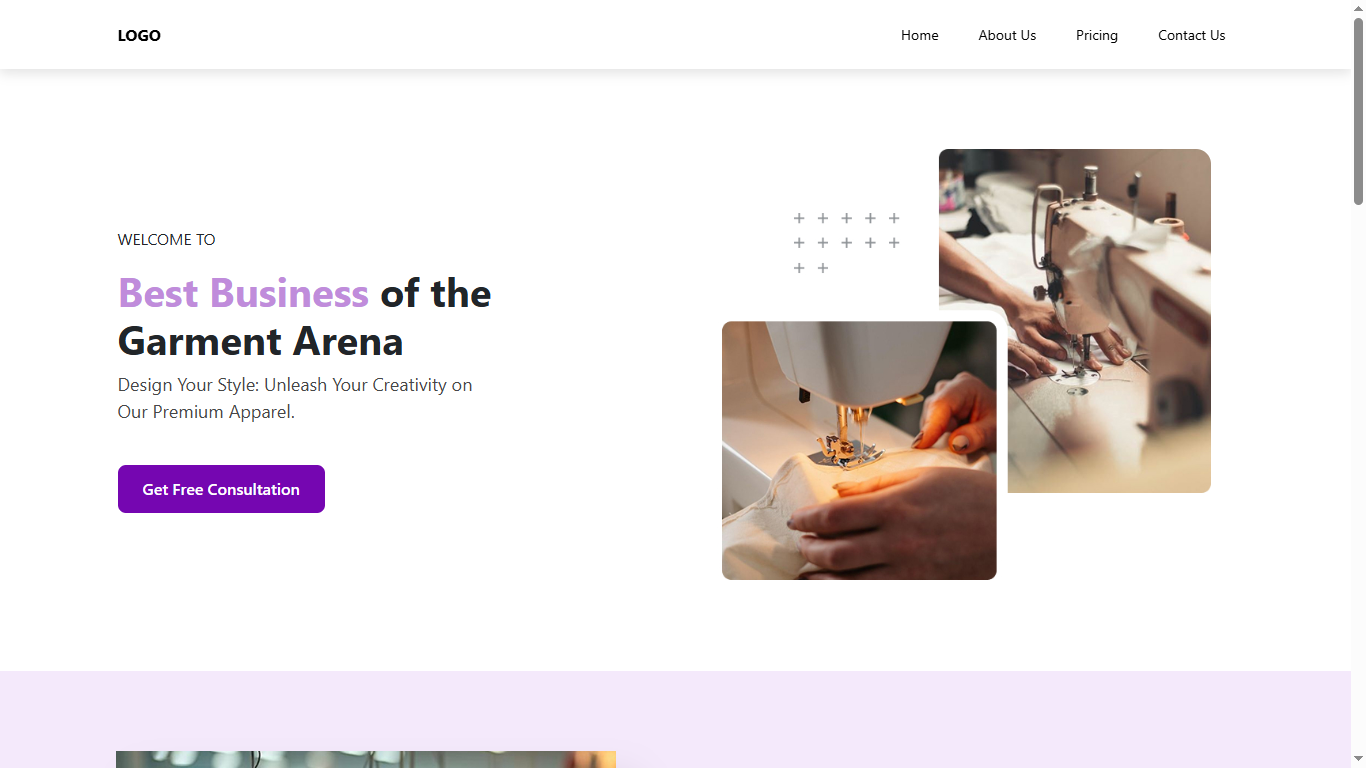 LOGO
Home
About Us
Pricing
Contact Us
WELCOME TO
Best Business of the
Garment Arena
Design Your Style: Unleash Your Creativity on
Our Premium Apparel.
Get Free Consultation